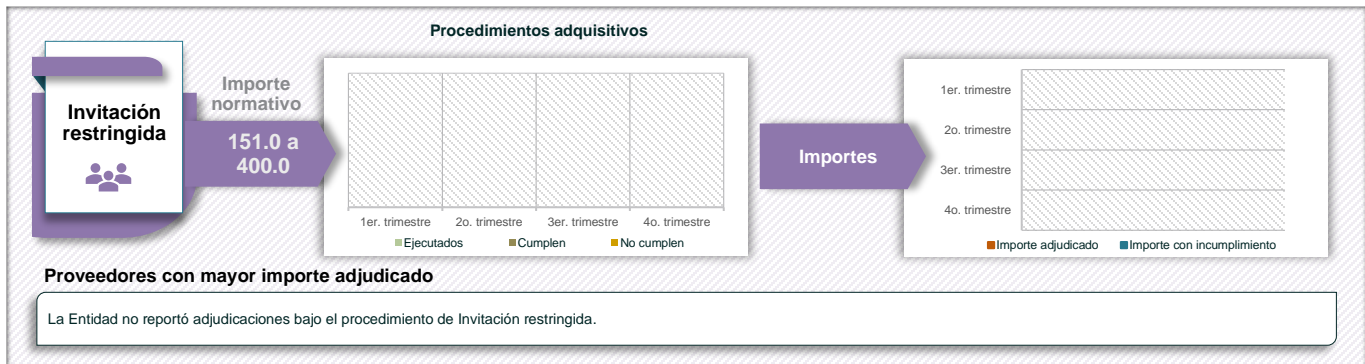 Procedimientos adquisitivos
Invitación
restringida
Importe
normativo
151.0 a
400.0
1er. trimestre
2o. trimestre
3er. trimestre
4o. trimestre
Ejecutados
Cumplen
No cumplen
Importes
1er. trimestre
2o. trimestre
3er. trimestre
4o. trimestre
Importe adjudicado
Importe con incumplimiento
Proveedores con mayor importe adjudicado
La Entidad no reportó adjudicaciones bajo el procedimiento de Invitación restringida.